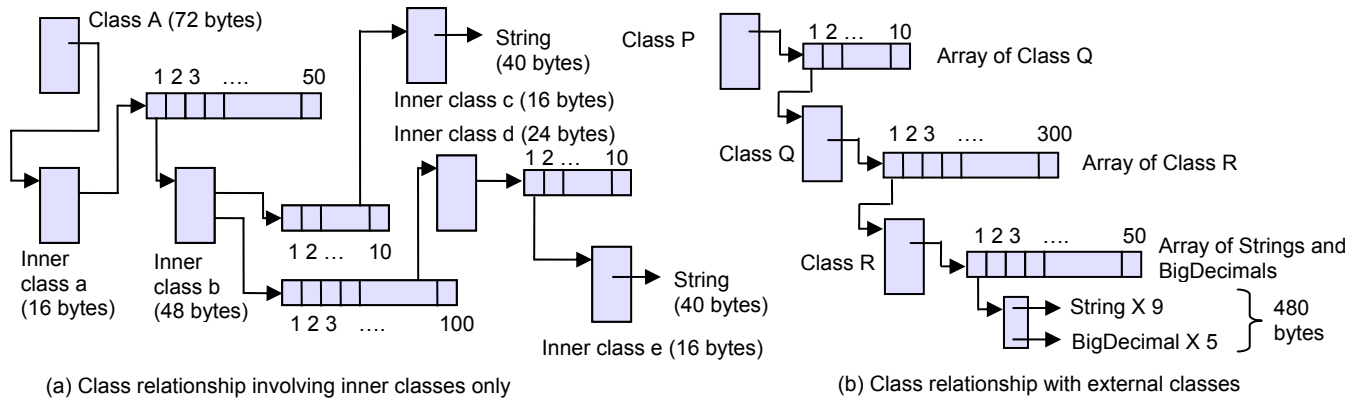 Class A (72 bytes)
1 2 3 …. 50
Inner
class a
(16 bytes)
Inner
class b
(48 bytes)
1 2 … 10
1 2 3 …. 100
String
(40 bytes)
Inner class c (16 bytes)
Inner class d (24 bytes)
1 2 … 10
String
(40 bytes)
Inner class e (16 bytes)
(a) Class relationship involving inner classes only
Class P
1 2 … 10
Array of Class Q
Class Q
1 2 3 …. 300
Array of Class R
Class R
1 2 3 …. 50
Array of Strings and
BigDecimals
String X 9
BigDecimal X 5
480
bytes
(b) Class relationship with external classes